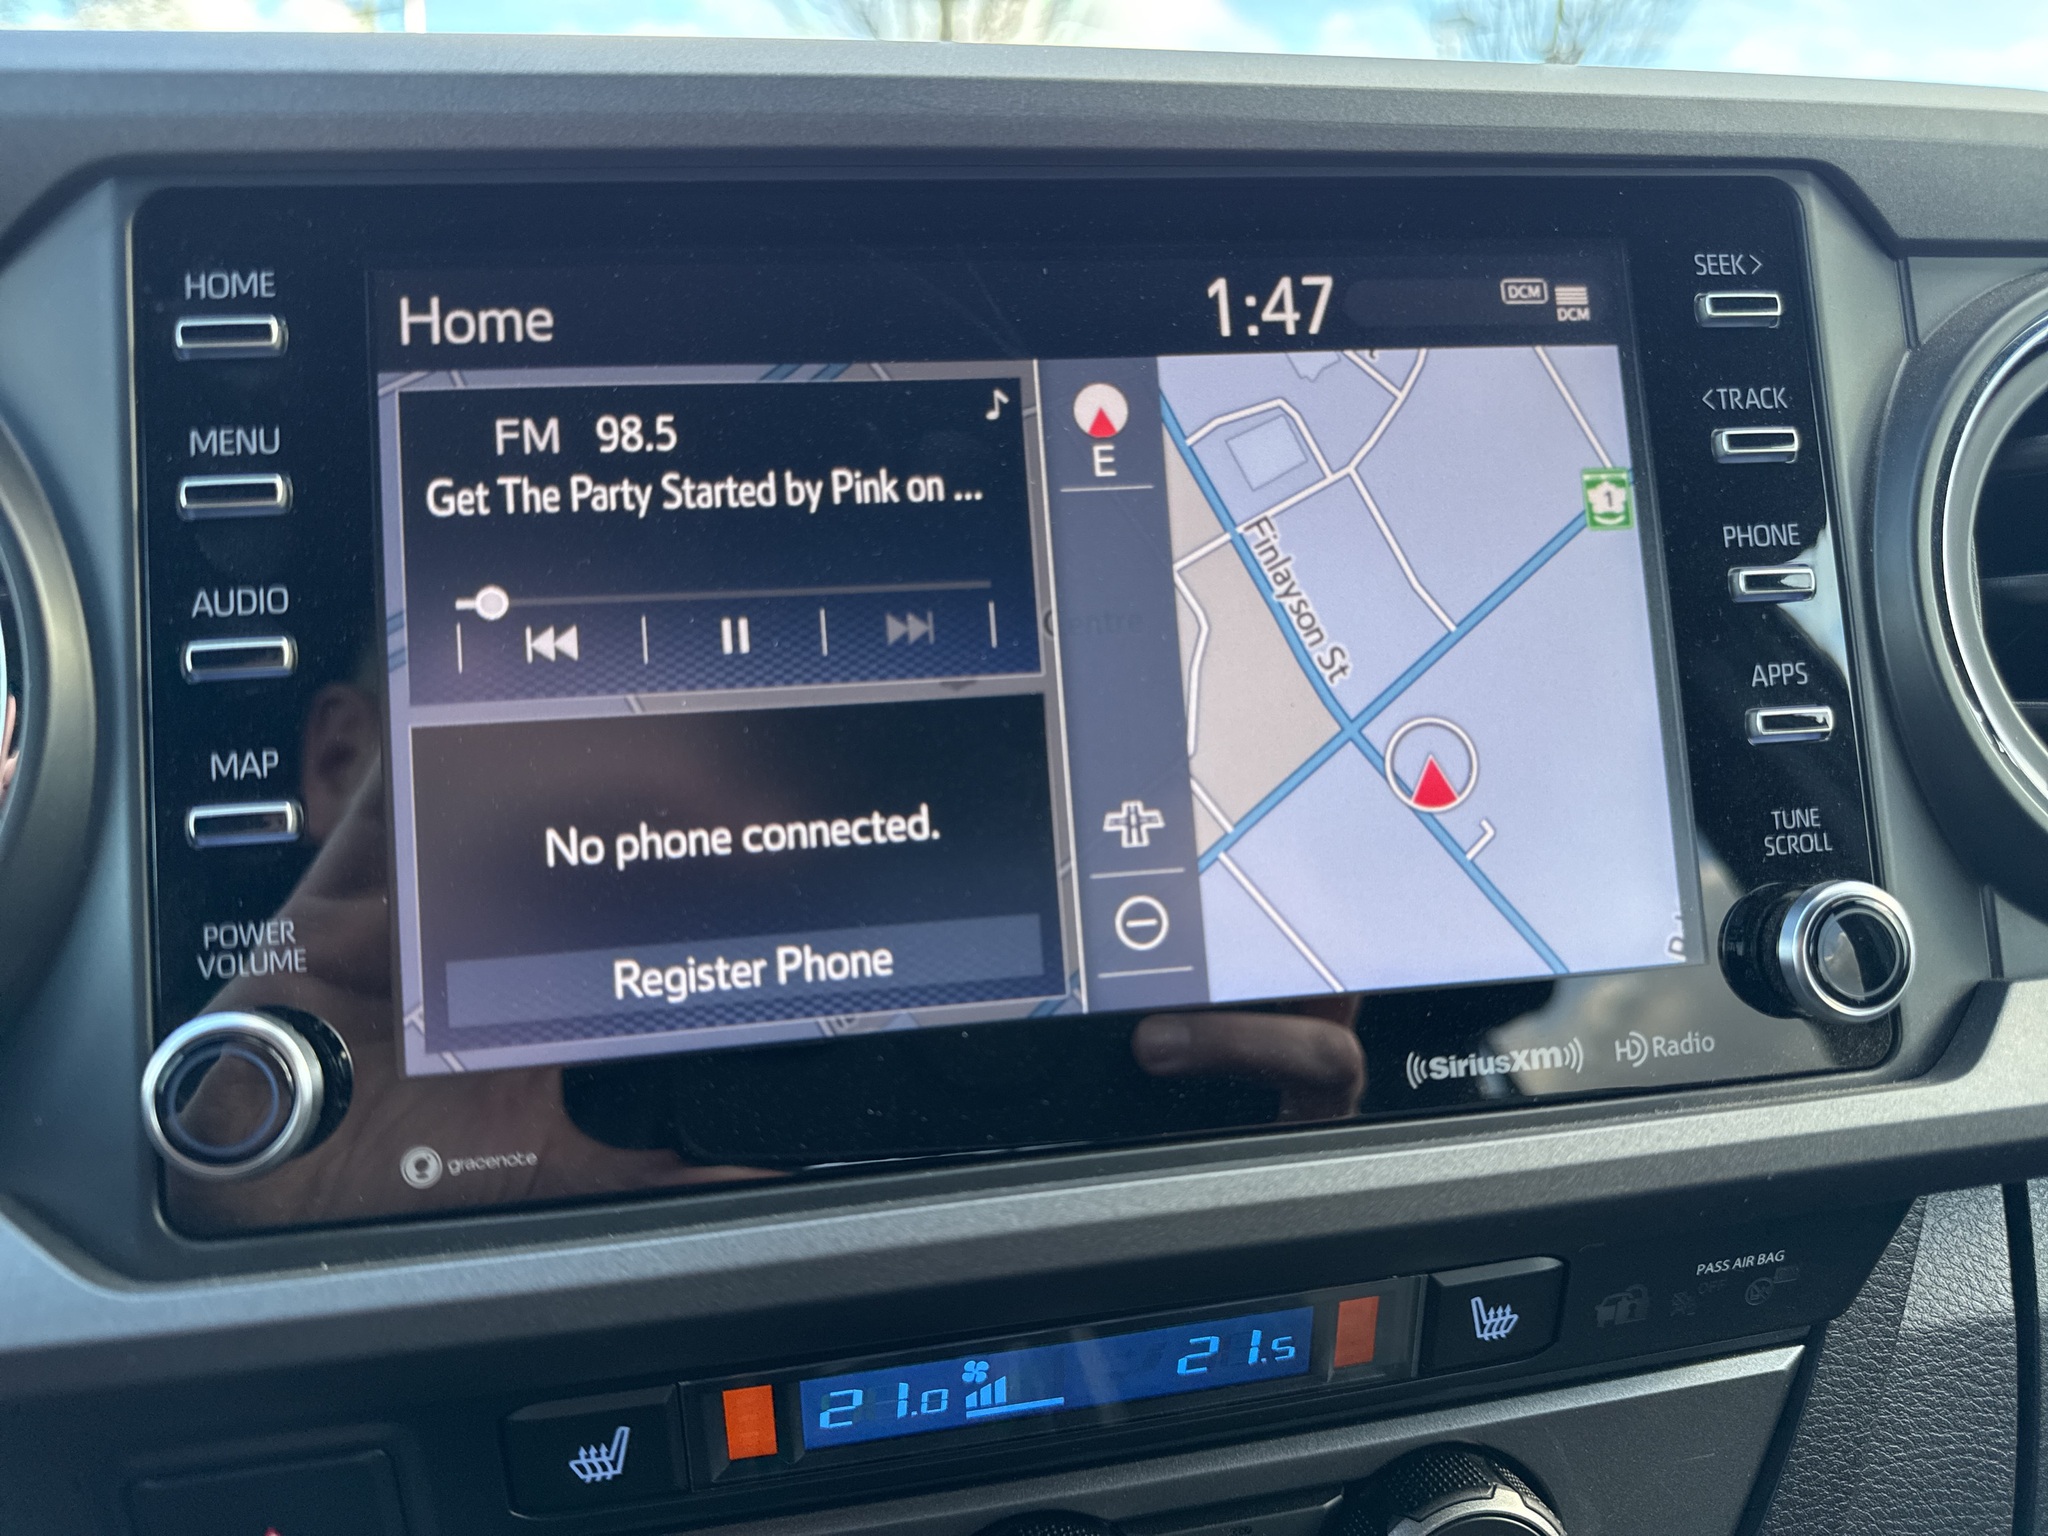 HOME
MENU
AUDIO
MAP
POWER
VOLUME
Home
1:47
DCM
DCM
FM 98.5
Get The Party Started by Pink on ...
No phone connected.
Register Phone
E
Finlayson St
1
Centre
SEEK >
< TRACK
PHONE
APPS
TUNE
SCROLL
gracenote
((SiriusXM))
HD Radio
PASS AIR BAG
OFF
21.0
21.5